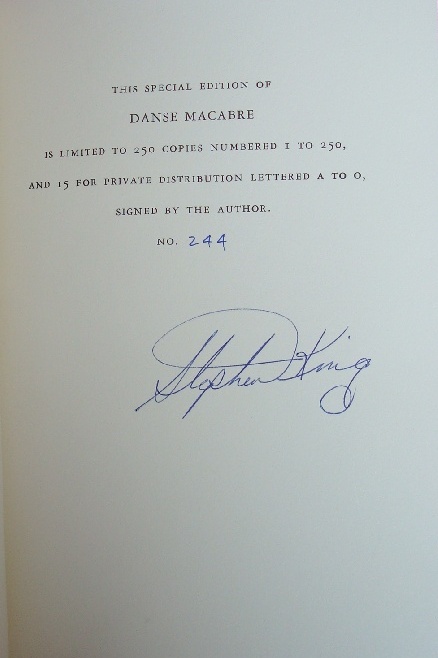 THIS SPECIAL EDITION OF
DANSE MACABRE
IS LIMITED TO 250 COPIES NUMBERED 1 TO 250,
AND 15 FOR PRIVATE DISTRIBUTION LETTERED A TO O,
SIGNED BY THE AUTHOR.
NO. 244
Stephen King